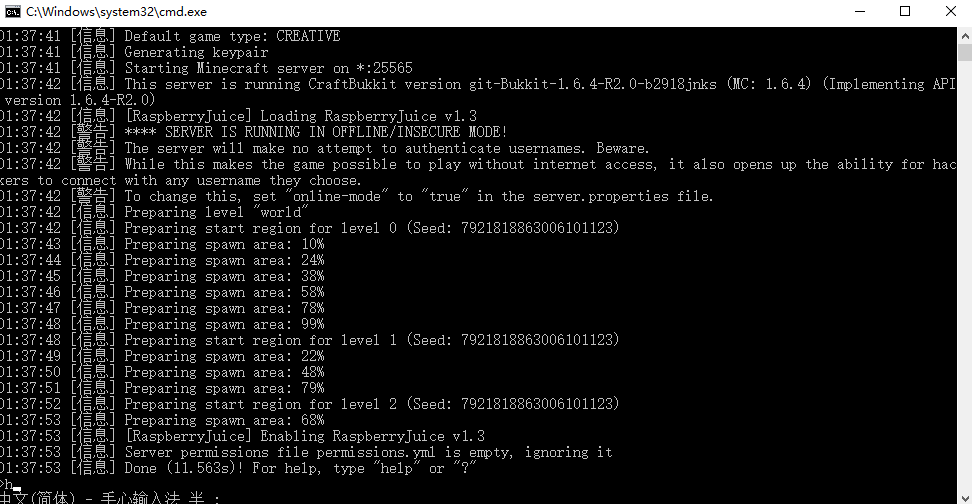 C:\Windows\system32\cmd.exe
01:37:41 [信息] Default game type: CREATIVE
01:37:41 [信息] Generating keypair
01:37:41 [信息] Starting Minecraft server on *:25565
01:37:42 [信息] This server is running CraftBukkit version git-Bukkit-1.6.4-R2.0-b2918jnks (MC: 1.6.4) (Implementing API
version 1.6.4-R2.0)
01:37:42 [信息] [RaspberryJuice] Loading RaspberryJuice v1.3
01:37:42 [警告] **** SERVER IS RUNNING IN OFFLINE/INSECURE MODE!
01:37:42 [警告] The server will make no attempt to authenticate usernames. Beware.
01:37:42 [警告] While this makes the game possible to play without internet access, it also opens up the ability for hac
kers to connect with any username they choose.
01:37:42 [警告] To change this, set "online-mode" to "true" in the server.properties file.
01:37:42 [信息] Preparing level "world"
01:37:42 [信息] Preparing start region for level 0 (Seed: 7921818863006101123)
01:37:43 [信息] Preparing spawn area: 10%
01:37:44 [信息] Preparing spawn area: 24%
01:37:45 [信息] Preparing spawn area: 38%
01:37:46 [信息] Preparing spawn area: 58%
01:37:47 [信息] Preparing spawn area: 78%
01:37:48 [信息] Preparing spawn area: 99%
01:37:48 [信息] Preparing start region for level 1 (Seed: 7921818863006101123)
01:37:49 [信息] Preparing spawn area: 22%
01:37:50 [信息] Preparing spawn area: 48%
01:37:51 [信息] Preparing spawn area: 79%
01:37:52 [信息] Preparing start region for level 2 (Seed: 7921818863006101123)
01:37:53 [信息] Preparing spawn area: 68%
01:37:53 [信息] [RaspberryJuice] Enabling RaspberryJuice v1.3
01:37:53 [信息] Server permissions file permissions.yml is empty, ignoring it
01:37:53 [信息] Done (11.563s)! For help, type "help" or "?"
>h
中文(简体) - 手心输入法 半 :